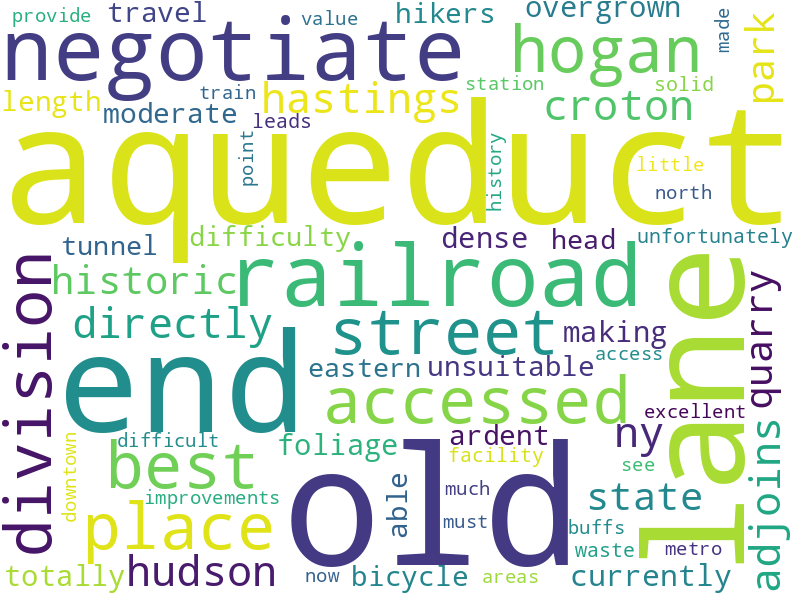 provide
travel
value
hikers
overgrown
made
negotiate
hogan
park
train
station
solid
length
hastings
croton
moderate
leads
aqueduct
point
history
little
north
tunnel
difficulty
dense
head
unfortunately
historic
railroad
lane
division
directly
street
making
quarry
end
eastern
unsuitable
access
accessed
excellent
ny
downtown
difficult
foliage
ardent
facility
see
adjoins
best
old
able
much
state
improvements
place
must
buffs
waste
metro
totally
hudson
now
bicycle
areas
currently